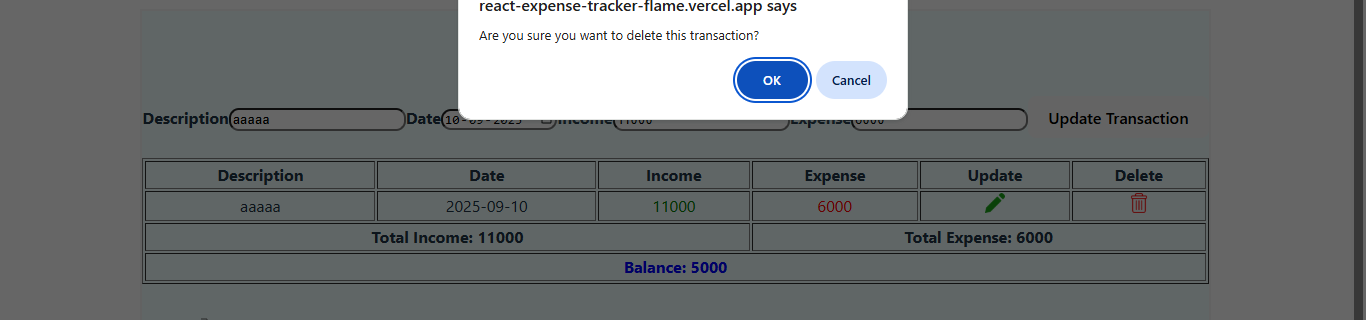 react-expense-tracker-flame.vercel.app says
Are you sure you want to delete this transaction?
OK Cancel
Description aaaaa Date 10-09-2025 Income 11000 Expense 6000 Update Transaction
Description Date Income Expense Update Delete
aaaaa 2025-09-10 11000 6000
Total Income: 11000 Total Expense: 6000
Balance: 5000